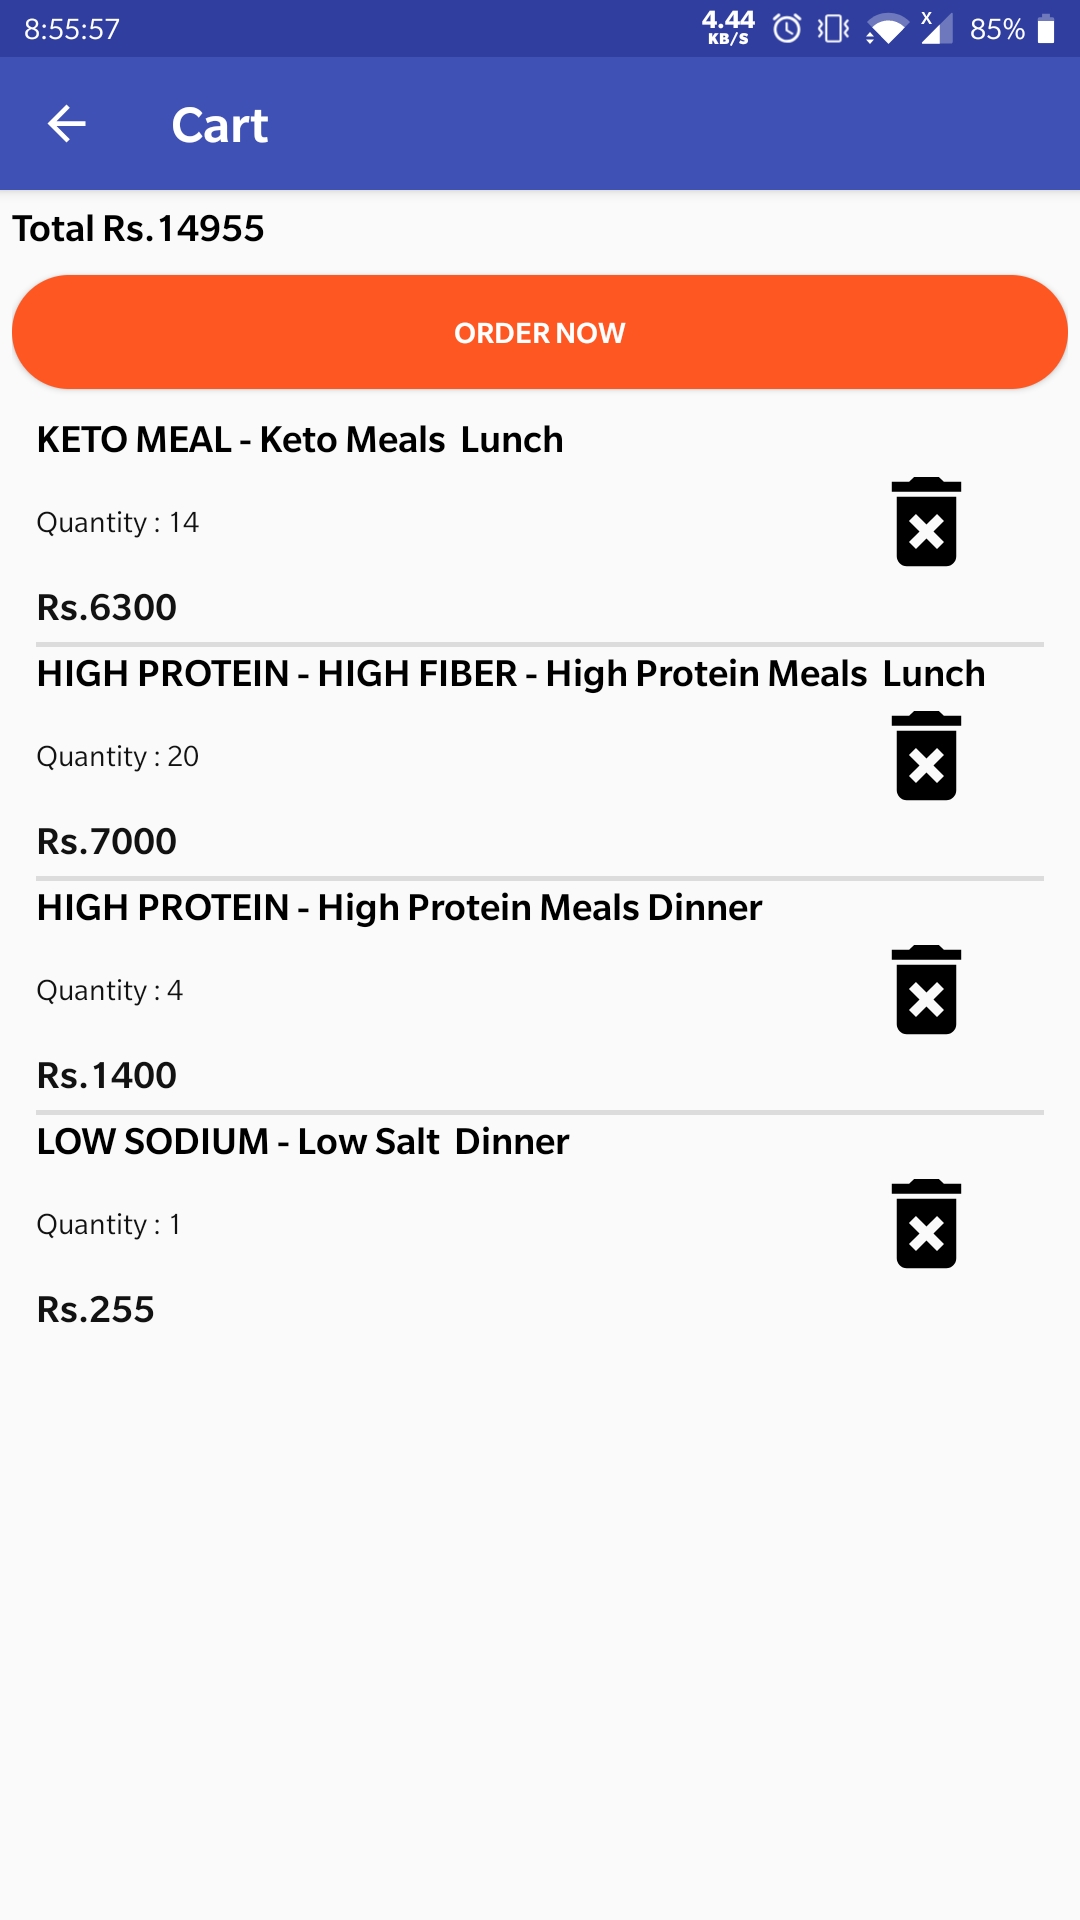 8:55:57 4.44 KB/S X 85%
Cart
Total Rs.14955
ORDER NOW
KETO MEAL - Keto Meals  Lunch
Quantity : 14
Rs.6300
HIGH PROTEIN - HIGH FIBER - High Protein Meals  Lunch
Quantity : 20
Rs.7000
HIGH PROTEIN - High Protein Meals Dinner
Quantity : 4
Rs.1400
LOW SODIUM - Low Salt  Dinner
Quantity : 1
Rs.255